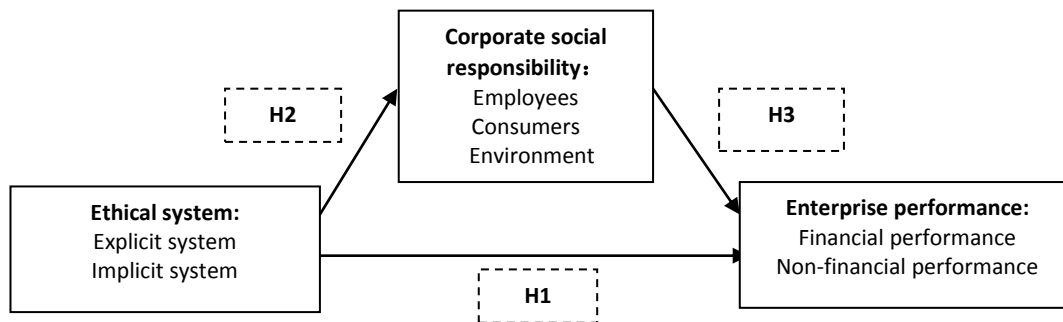 Corporate social
responsibility：
Employees
Consumers
Environment
H2
H3
Ethical system:
Explicit system
Implicit system
Enterprise performance:
Financial performance
Non-financial performance
H1